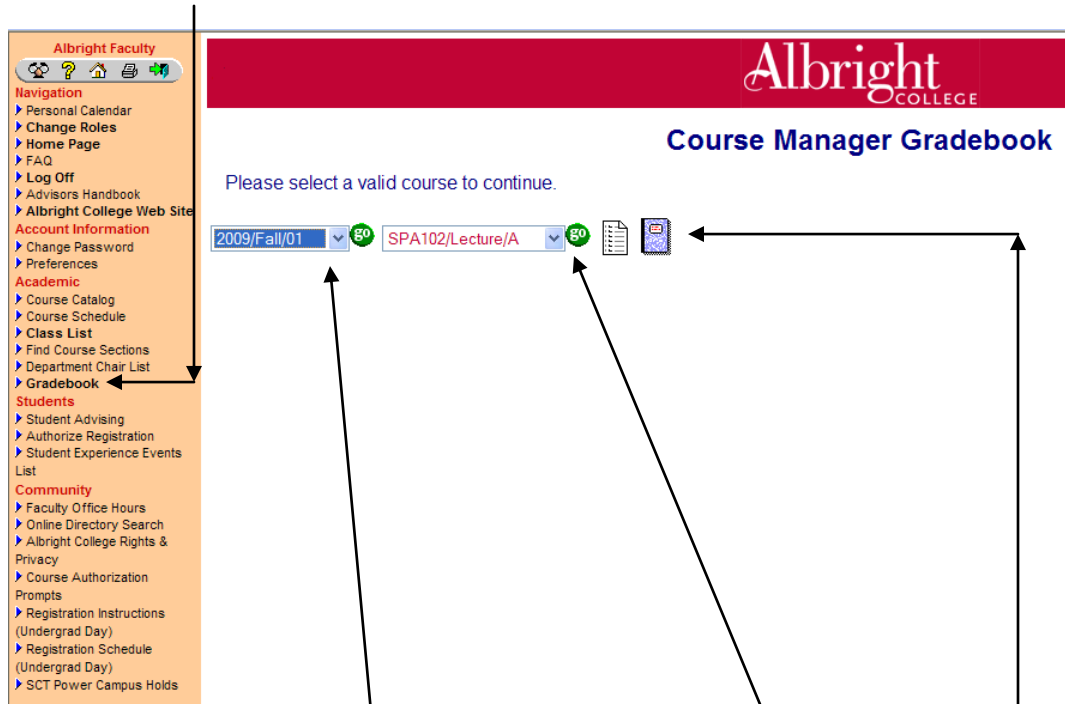 Albright Faculty
Navigation
Personal Calendar
Change Roles
Home Page
FAQ
Log Off
Advisors Handbook
Albright College Web Site
Account Information
Change Password
Preferences
Academic
Course Catalog
Course Schedule
Class List
Find Course Sections
Department Chair List
Gradebook
Students
Student Advising
Authorize Registration
Student Experience Events
List
Community
Faculty Office Hours
Online Directory Search
Albright College Rights &
Privacy
Course Authorization
Prompts
Registration Instructions
(Undergrad Day)
Registration Schedule
(Undergrad Day)
SCT Power Campus Holds
Albright
COLLEGE
Course Manager Gradebook
Please select a valid course to continue.
2009/Fall/01 go SPA102/Lecture/A go